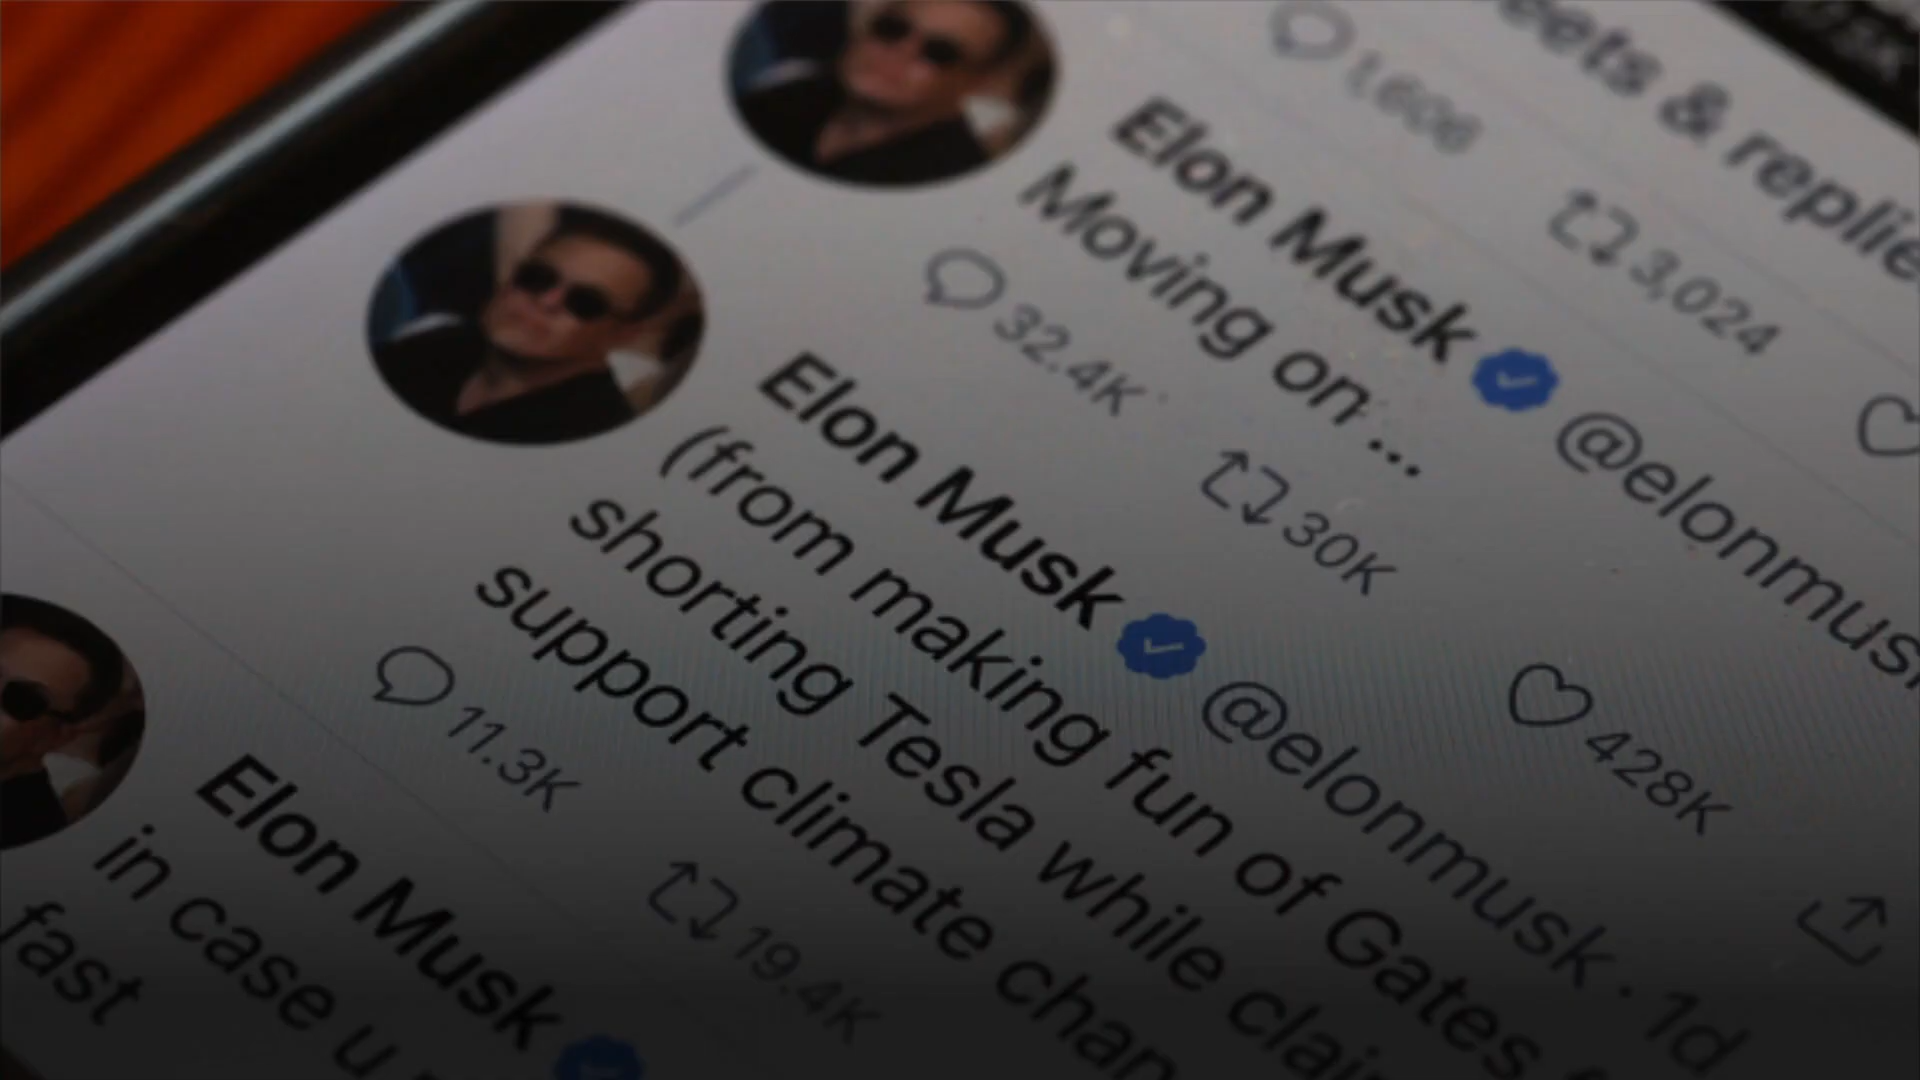 & replie
1,606
3,024
Elon Musk @elonmus
Moving on ...
32.4K
30K
428K
Elon Musk @elonmusk · 1d
(from making fun of Gates
shorting Tesla while clai
support climate chan
11.3K
19.4K
Elon Musk
in case u
fast